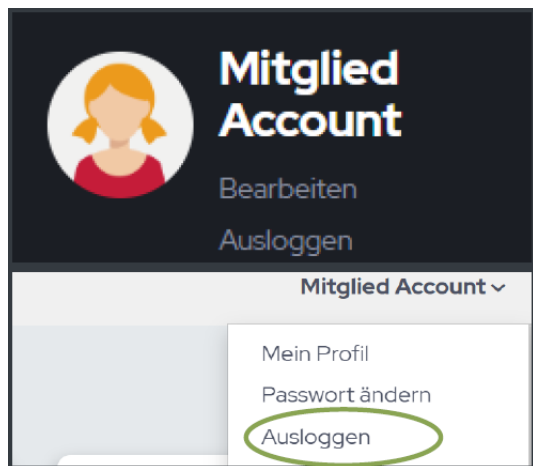 Mitglied
Account
Bearbeiten
Ausloggen
Mitglied Account
Mein Profil
Passwort ändern
Ausloggen